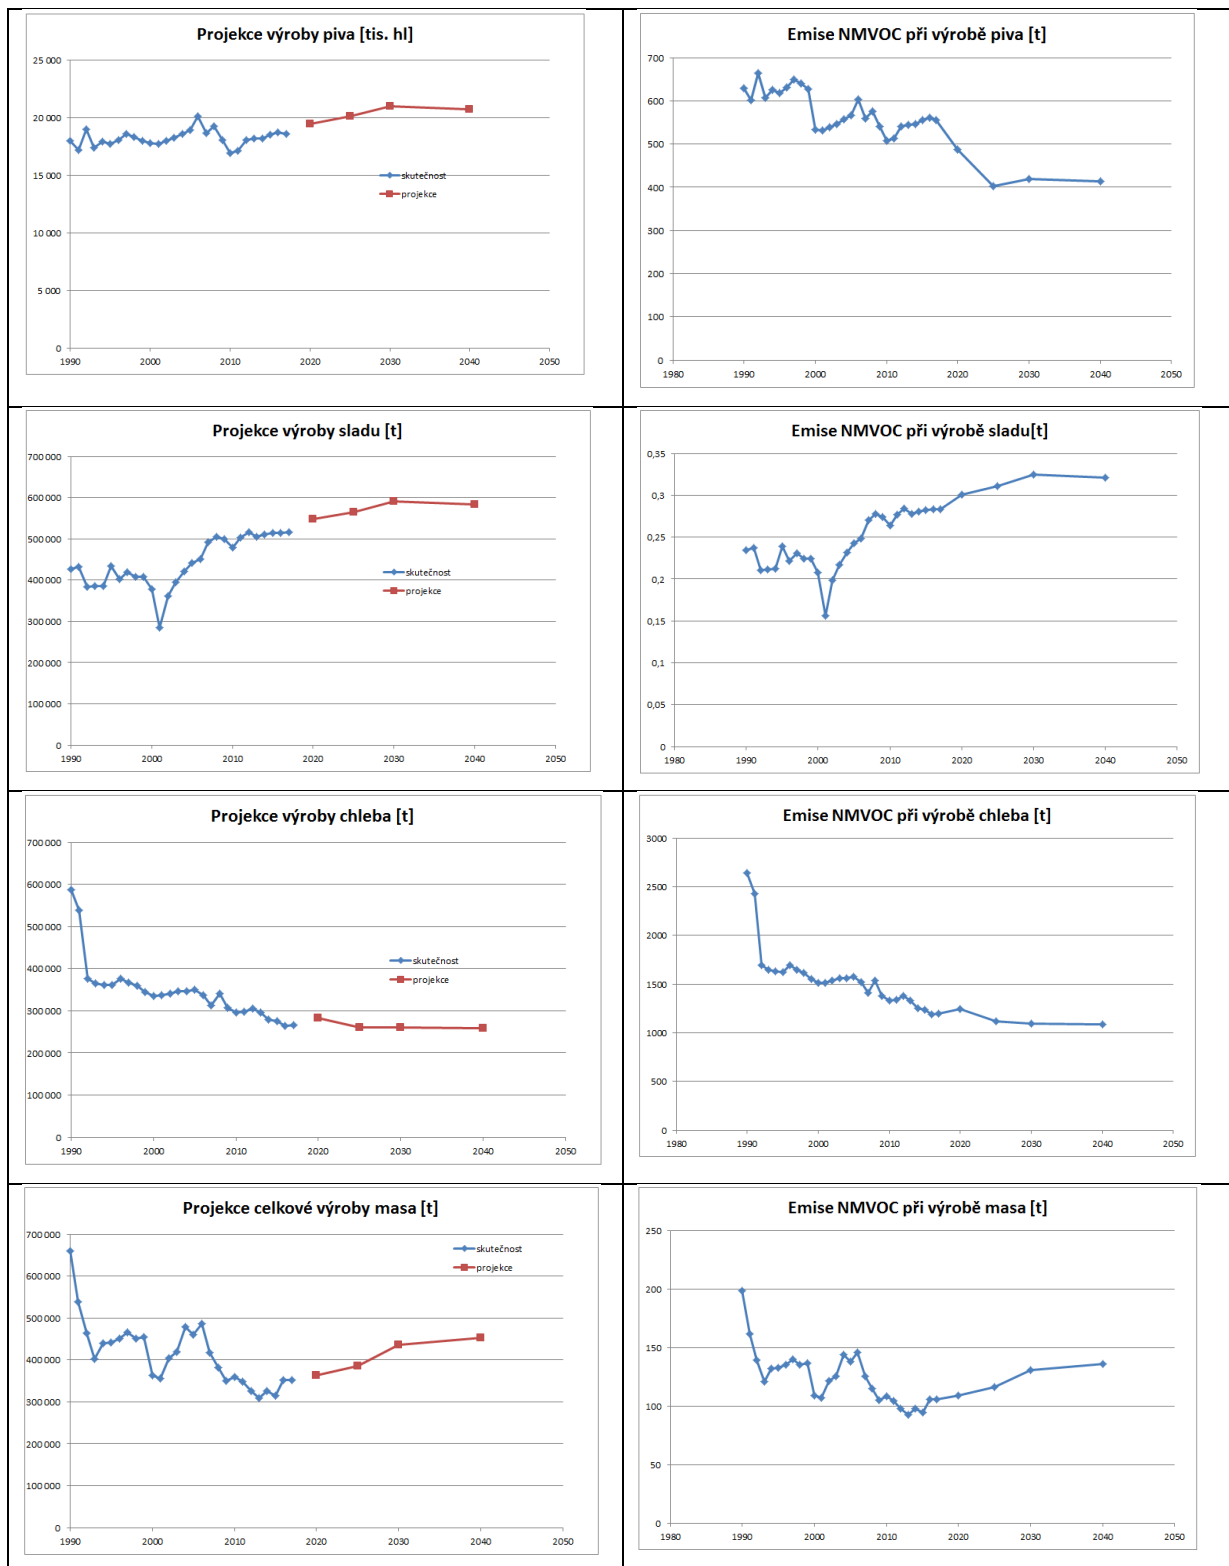 Projekce výroby piva [tis. hl]
25 000
20 000
15 000
10 000
5 000
0
1990 2000 2010 2020 2030 2040 2050
skutečnost
projekce
Emise NMVOC při výrobě piva [t]
700
600
500
400
300
200
100
0
1980 1990 2000 2010 2020 2030 2040 2050
Projekce výroby sladu [t]
700 000
600 000
500 000
400 000
300 000
200 000
100 000
0
1990 2000 2010 2020 2030 2040 2050
skutečnost
projekce
Emise NMVOC při výrobě sladu[t]
0,35
0,3
0,25
0,2
0,15
0,1
0,05
0
1980 1990 2000 2010 2020 2030 2040 2050
Projekce výroby chleba [t]
700 000
600 000
500 000
400 000
300 000
200 000
100 000
0
1990 2000 2010 2020 2030 2040 2050
skutečnost
projekce
Emise NMVOC při výrobě chleba [t]
3000
2500
2000
1500
1000
500
0
1980 1990 2000 2010 2020 2030 2040 2050
Projekce celkové výroby masa [t]
700 000
600 000
500 000
400 000
300 000
200 000
100 000
0
1990 2000 2010 2020 2030 2040 2050
skutečnost
projekce
Emise NMVOC při výrobě masa [t]
250
200
150
100
50
0
1980 1990 2000 2010 2020 2030 2040 2050